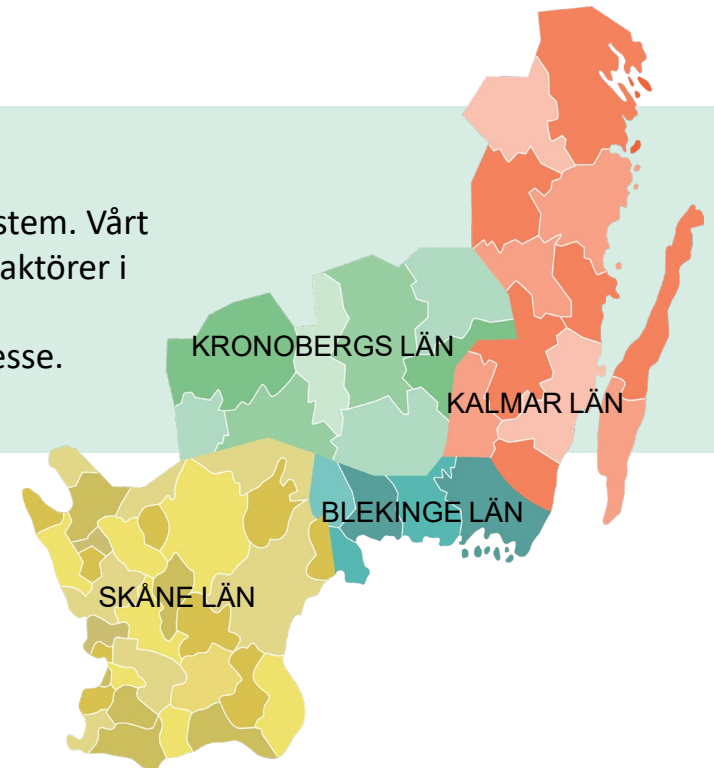 stem. Vårt
aktörer i
esse.
KRONOBERGS LÄN
KALMAR LÄN
BLEKINGE LÄN
SKÅNE LÄN